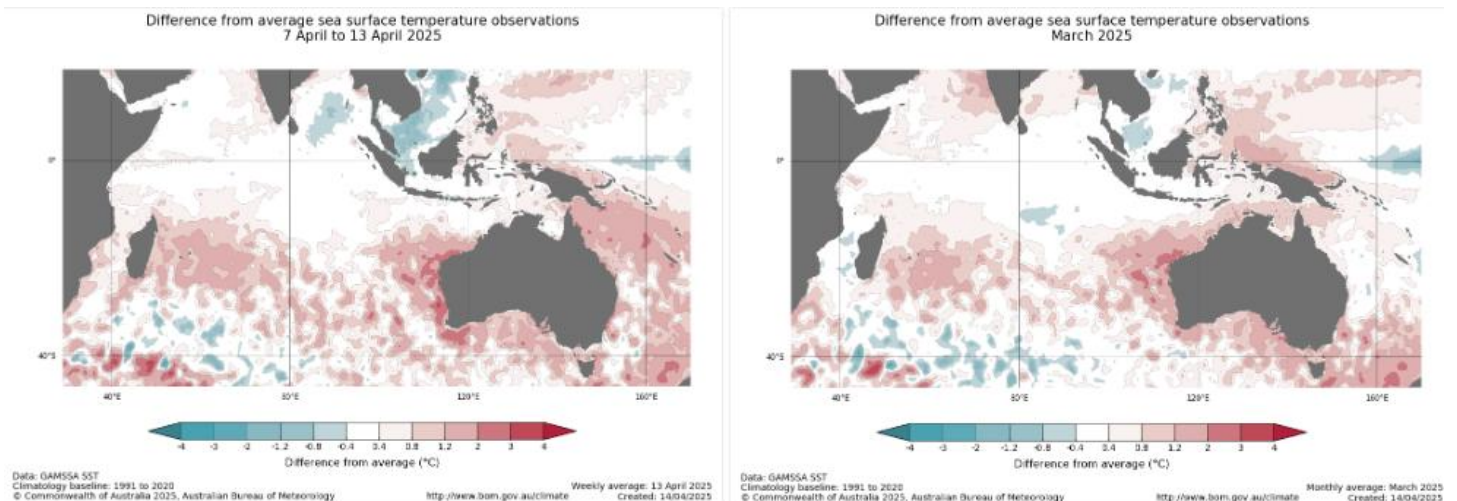 Difference from average sea surface temperature observations
7 April to 13 April 2025
0°
40°S
40°E
80°E
120°E
160°E
-4
-3
-2
-1.2
-0.8
-0.4
0.4
0.8
1.2
2
3
4
Difference from average (°C)
Data: GAMSSA SST
Climatology baseline: 1991 to 2020
© Commonwealth of Australia 2025, Australian Bureau of Meteorology
http://www.bom.gov.au/climate
Weekly average: 13 April 2025
Created: 14/04/2025
Difference from average sea surface temperature observations
March 2025
0°
40°S
40°E
80°E
120°E
160°E
-4
-3
-2
-1.2
-0.8
-0.4
0.4
0.8
1.2
2
3
4
Difference from average (°C)
Data: GAMSSA SST
Climatology baseline: 1991 to 2020
© Commonwealth of Australia 2025, Australian Bureau of Meteorology
http://www.bom.gov.au/climate
Monthly average: March 2025
Created: 14/04/2025